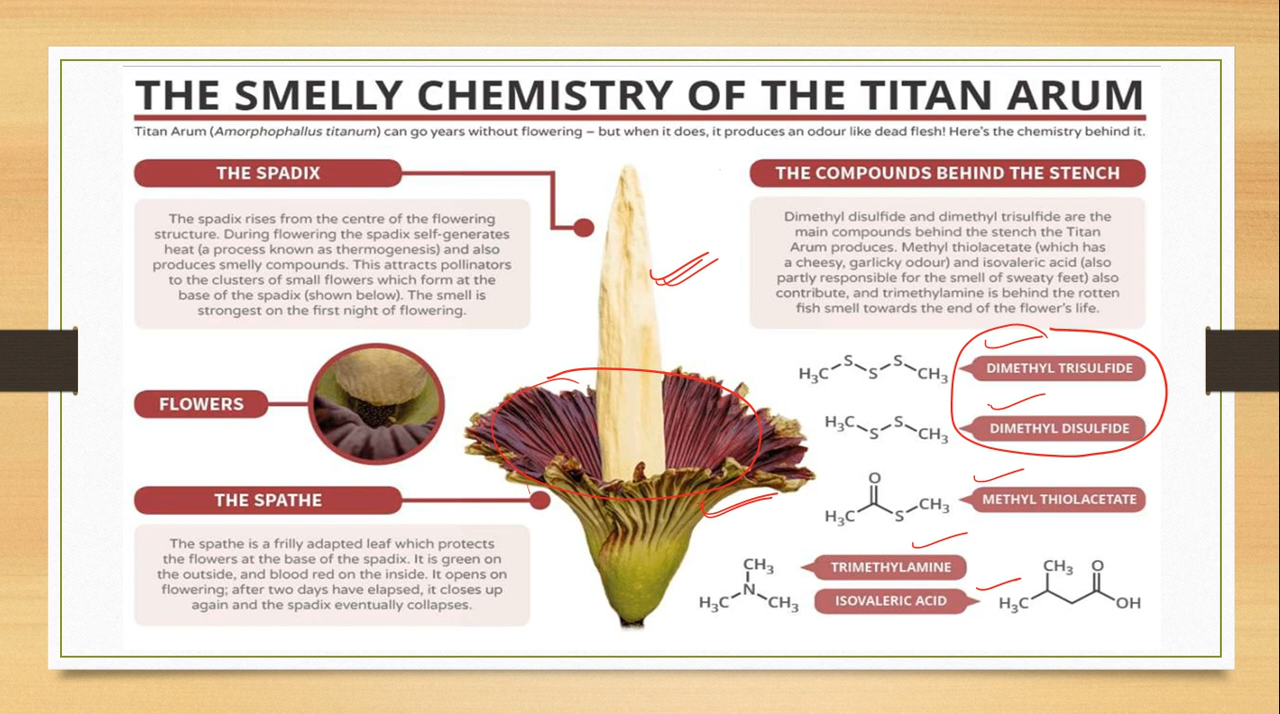 THE SMELLY CHEMISTRY OF THE TITAN ARUM
Titan Arum (Amorphophallus titanum) can go years without flowering – but when it does, it produces an odour like dead flesh! Here's the chemistry behind it.
THE SPADIX
The spadix rises from the centre of the flowering
structure. During flowering the spadix self-generates
heat (a process known as thermogenesis) and also
produces smelly compounds. This attracts pollinators
to the clusters of small flowers which form at the
base of the spadix (shown below). The smell is
strongest on the first night of flowering.
FLOWERS
THE SPATHE
The spathe is a frilly adapted leaf which protects
the flowers at the base of the spadix. It is green on
the outside, and blood red on the inside. It opens on
flowering; after two days have elapsed, it closes up
again and the spadix eventually collapses.
THE COMPOUNDS BEHIND THE STENCH
Dimethyl disulfide and dimethyl trisulfide are the
main compounds behind the stench the Titan
Arum produces. Methyl thiolacetate (which has
a cheesy, garlicky odour) and isovaleric acid (also
partly responsible for the smell of sweaty feet) also
contribute, and trimethylamine is behind the rotten
fish smell towards the end of the flower's life.
H₃C S S S CH₃
DIMETHYL TRISULFIDE
H₃C S S CH₃
DIMETHYL DISULFIDE
O
H₃C S CH₃
METHYL THIOLACETATE
CH₃
N
H₃C CH₃
TRIMETHYLAMINE
ISOVALERIC ACID
CH₃ O
H₃C OH